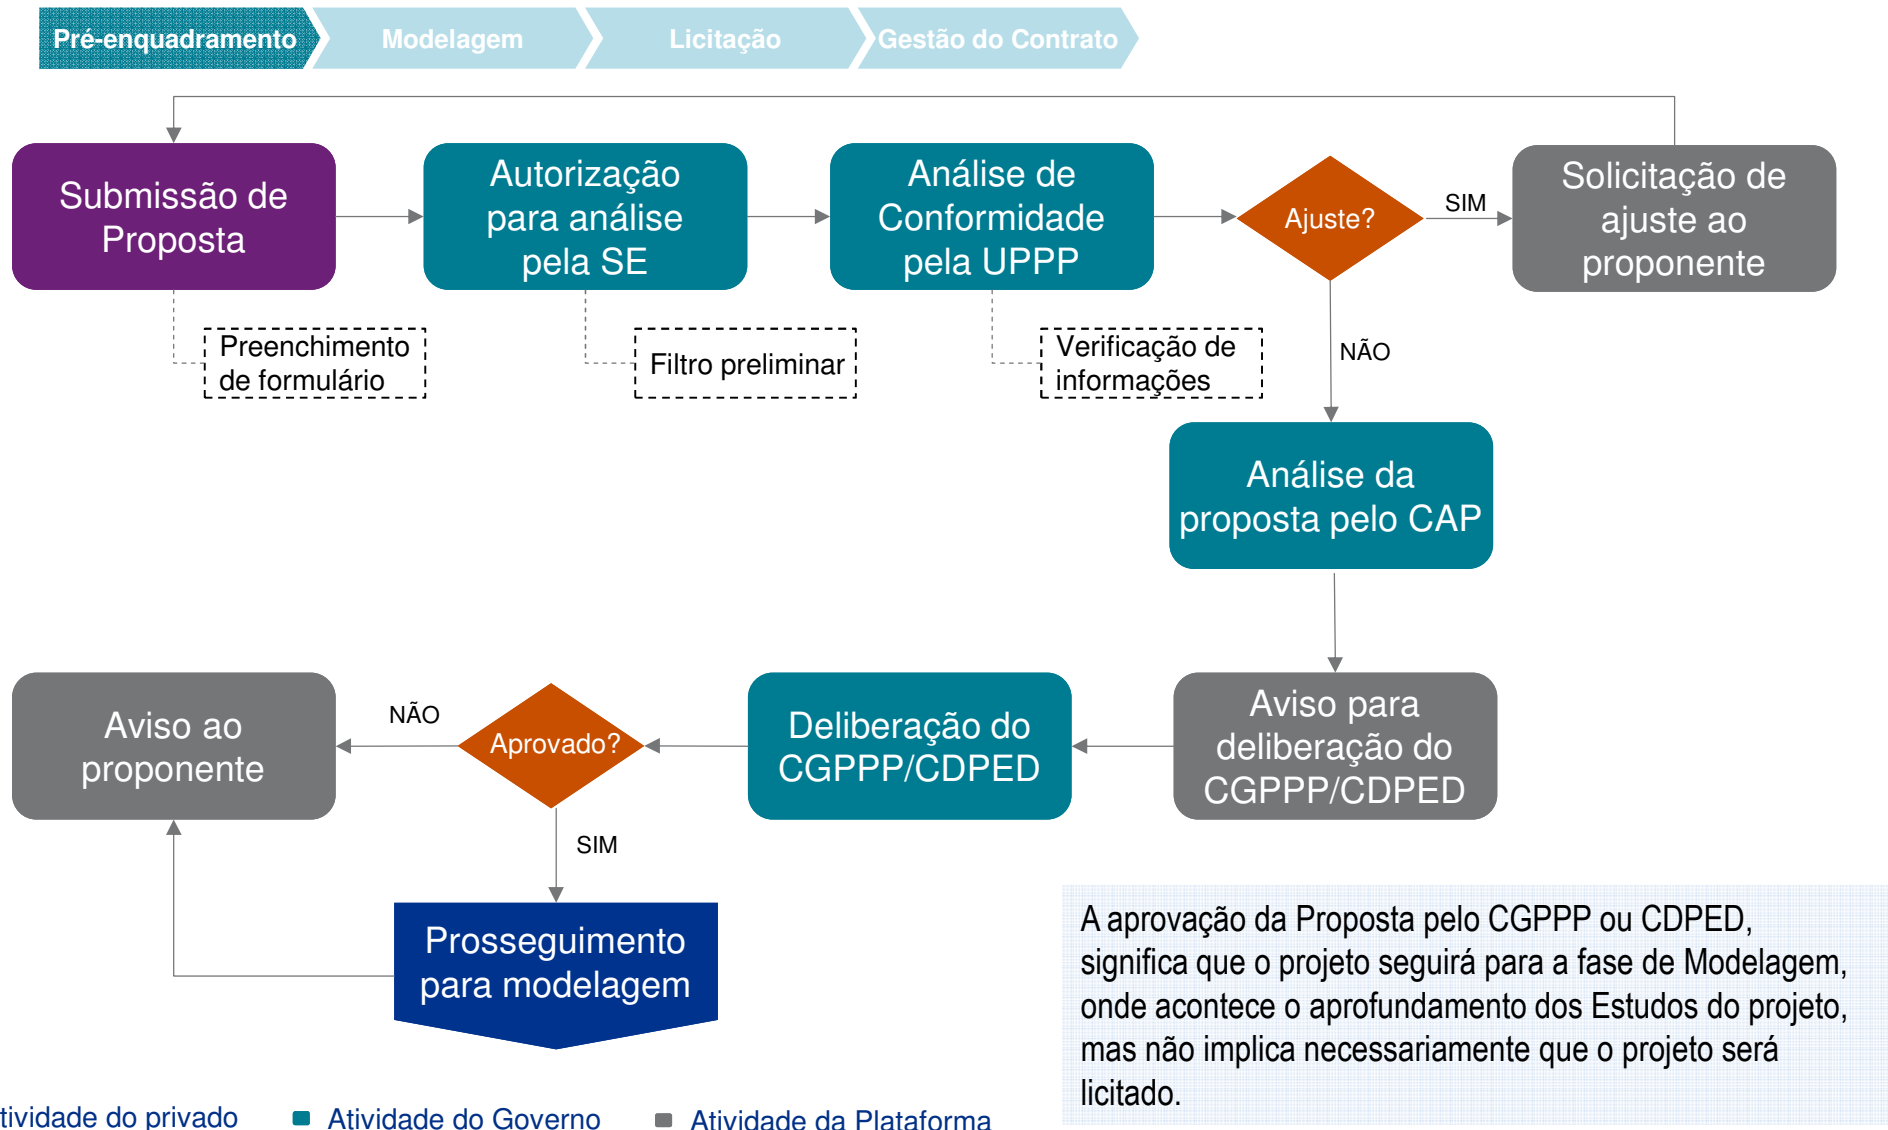 Pré-enquadramento
Modelagem
Licitação
Gestão do Contrato
Submissão de
Proposta
Autorização
para análise
pela SE
Análise de
Conformidade
pela UPPP
Ajuste?
SIM
Solicitação de
ajuste ao
proponente
Preenchimento
de formulário
Filtro preliminar
Verificação de
informações
NÃO
Análise da
proposta pelo CAP
Aviso ao
proponente
NÃO
Aprovado?
Deliberação do
CGPPP/CDPED
Aviso para
deliberação do
CGPPP/CDPED
SIM
Prosseguimento
para modelagem
A aprovação da Proposta pelo CGPPP ou CDPED,
significa que o projeto seguirá para a fase de Modelagem,
onde acontece o aprofundamento dos Estudos do projeto,
mas não implica necessariamente que o projeto será
licitado.
tividade do privado
Atividade do Governo
Atividade da Plataforma